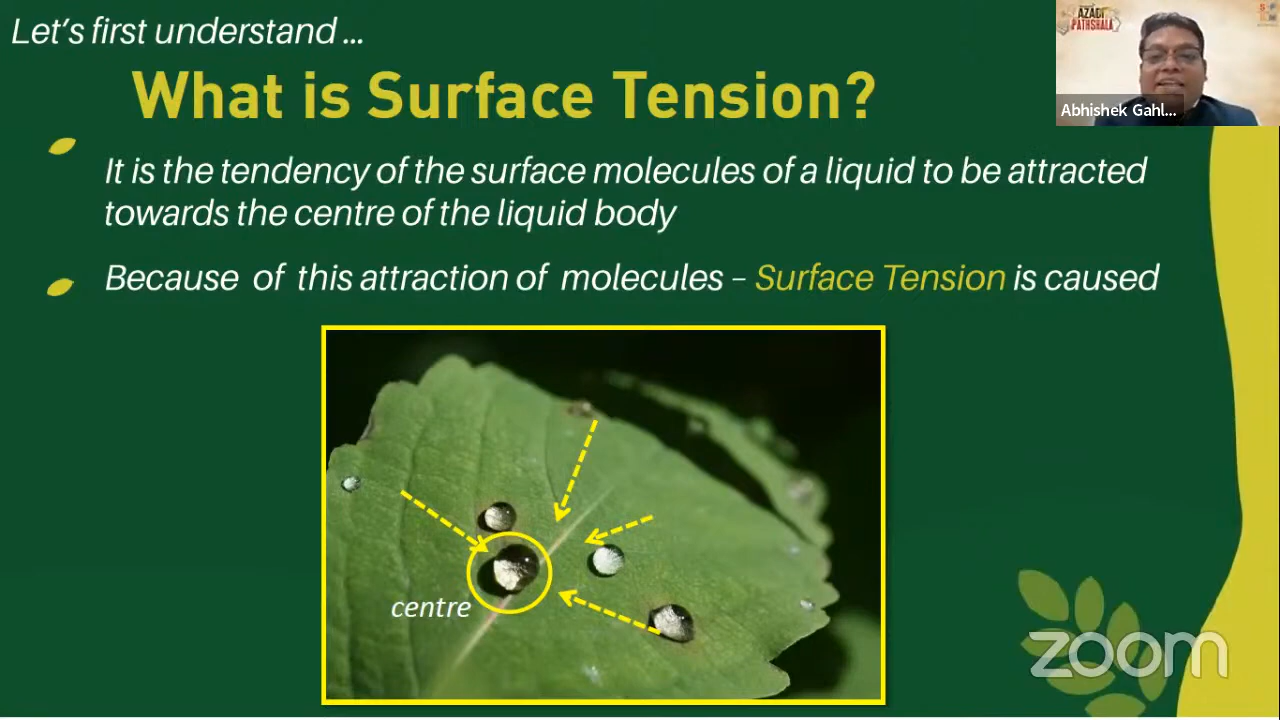 Let's first understand ...
What is Surface Tension?
AZADI
PATHSHALA
Abhishek Gahl...
It is the tendency of the surface molecules of a liquid to be attracted
towards the centre of the liquid body
Because of this attraction of molecules – Surface Tension is caused
centre
zoom